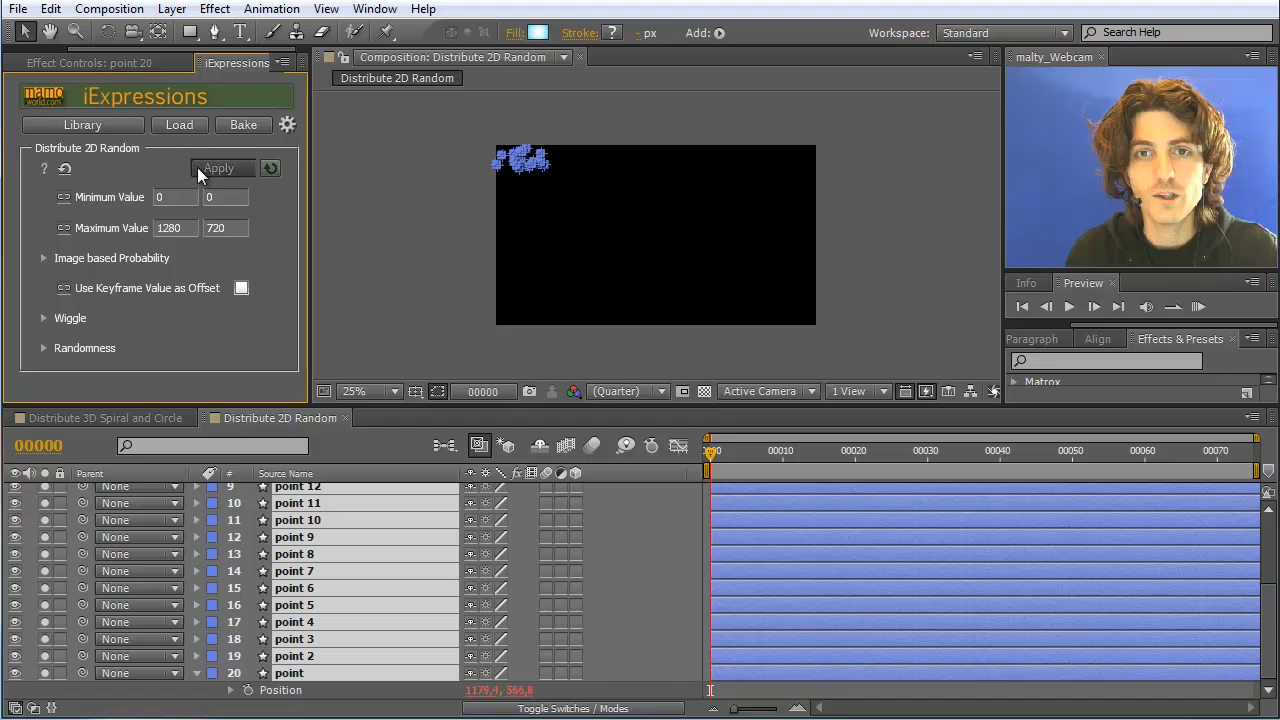 File Edit Composition Layer Effect Animation View Window Help
Fill: ? Stroke: ? - px Add: Workspace: Standard Search Help
Effect Controls: point 20 iExpressions Composition: Distribute 2D Random malty_Webcam
Distribute 2D Random
mamo
world.com iExpressions
Library Load Bake
Distribute 2D Random
? Apply
Minimum Value 0 0
Maximum Value 1280 720
Image based Probability
Use Keyframe Value as Offset
Wiggle
Randomness
Info Preview
Paragraph Align Effects & Presets
Matrox
25% 00000 (Quarter) Active Camera 1 View
Distribute 3D Spiral and Circle Distribute 2D Random
00000
00010 00020 00030 00040 00050 00060 00070
Parent # Source Name fx
None 9 point 12
None 10 point 11
None 11 point 10
None 12 point 9
None 13 point 8
None 14 point 7
None 15 point 6
None 16 point 5
None 17 point 4
None 18 point 3
None 19 point 2
None 20 point
Position 1179,4, 566,8
Toggle Switches / Modes